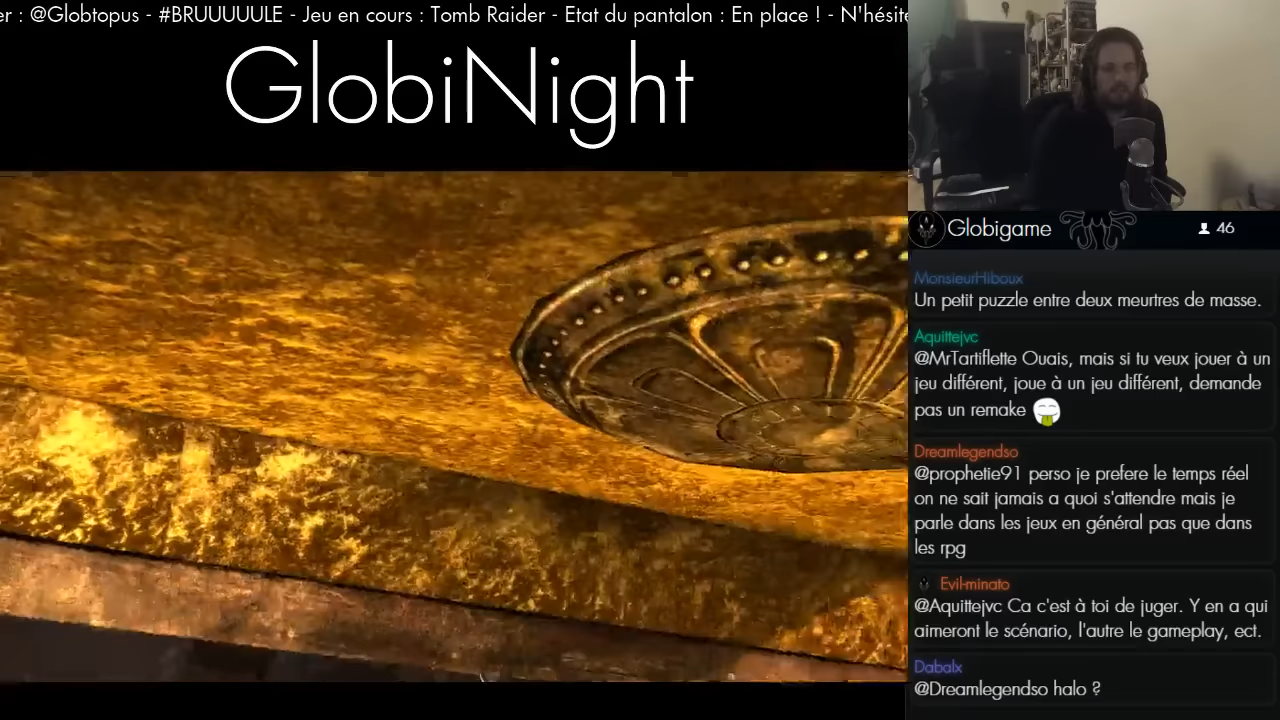 er : @Globtopus - #BRUUUUULE - Jeu en cours : Tomb Raider - Etat du pantalon : En place ! - N'hésite
GlobiNight
Globigame
46
MonsieurHiboux
Un petit puzzle entre deux meurtres de masse.
Aquittejvc
@MrTartiflette Ouais, mais si tu veux jouer à un
jeu différent, joue à un jeu différent, demande
pas un remake
Dreamlegendso
@prophetie91 perso je prefere le temps réel
on ne sait jamais a quoi s'attendre mais je
parle dans les jeux en général pas que dans
les rpg
Evil-minato
@Aquittejvc Ca c'est à toi de juger. Y en a qui
aimeront le scénario, l'autre le gameplay, ect.
Dabalx
@Dreamlegendso halo ?